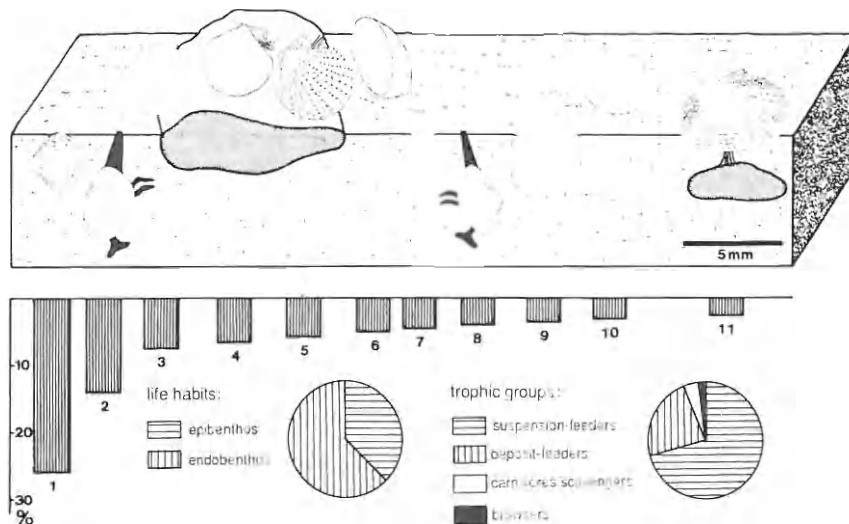 5mm
1
2
3
4
5
6
7
8
9
10
11
-10
-20
-30
%
life habits:
epibenthos
endobenthos
trophic groups:
suspension-feeders
deposit-feeders
carnivores scavengers
browsers